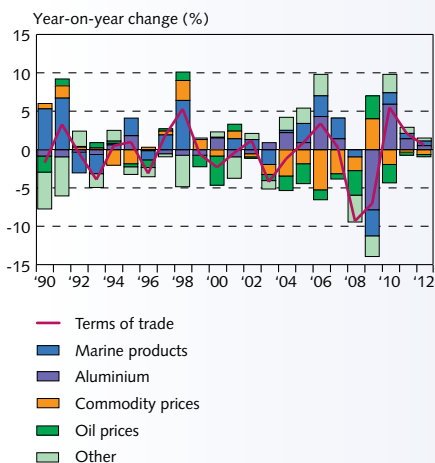 Year-on-year change (%)
15
10
5
0
-5
-10
-15
'90 '92 '94 '96 '98 '00 '02 '04 '06 '08 '10 '12
Terms of trade
Marine products
Aluminium
Commodity prices
Oil prices
Other